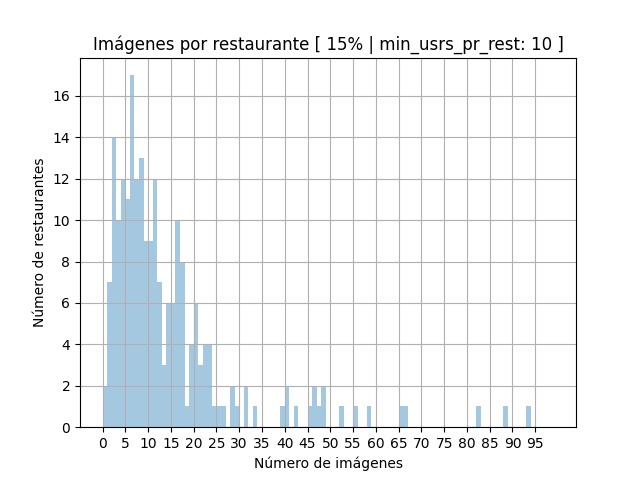 Imágenes por restaurante [ 15% | min_usrs_pr_rest: 10 ]
16
14
12
10
8
6
4
2
0
Número de restaurantes
0 5 10 15 20 25 30 35 40 45 50 55 60 65 70 75 80 85 90 95
Número de imágenes